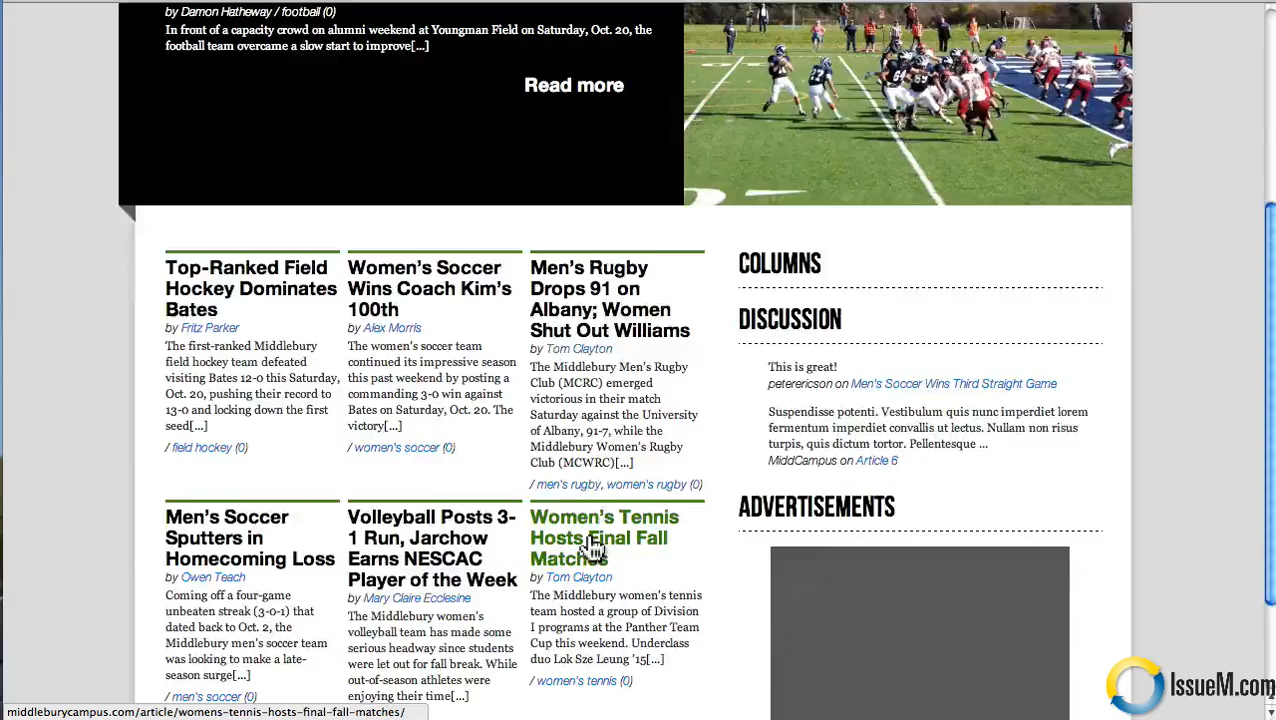 by Damon Hatheway / football (0)
In front of a capacity crowd on alumni weekend at Youngman Field on Saturday, Oct. 20, the
football team overcame a slow start to improve[...]
Read more
Top-Ranked Field
Hockey Dominates
Bates
by Fritz Parker
The first-ranked Middlebury
field hockey team defeated
visiting Bates 12-0 this Saturday,
Oct. 20, pushing their record to
13-0 and locking down the first
seed[...]
/ field hockey (0)
Women's Soccer
Wins Coach Kim's
100th
by Alex Morris
The women's soccer team
continued its impressive season
this past weekend by posting a
commanding 3-0 win against
Bates on Saturday, Oct. 20. The
victory[...]
/ women's soccer (0)
Men's Rugby
Drops 91 on
Albany; Women
Shut Out Williams
by Tom Clayton
The Middlebury Men's Rugby
Club (MCRC) emerged
victorious in their match
Saturday against the University
of Albany, 91-7, while the
Middlebury Women's Rugby
Club (MCWRC)[...]
/ men's rugby, women's rugby (0)
Men's Soccer
Sputters in
Homecoming Loss
by Owen Teach
Coming off a four-game
unbeaten streak (3-0-1) that
dated back to Oct. 2, the
Middlebury men's soccer team
was looking to make a late-
season surge[...]
/ men's soccer (0)
Volleyball Posts 3-
1 Run, Jarchow
Earns NESCAC
Player of the Week
by Mary Claire Ecclesine
The Middlebury women's
volleyball team has made some
serious headway since students
were let out for fall break. While
out-of-season athletes were
enjoying their time[...]
Women's Tennis
Hosts Final Fall
Matches
by Tom Clayton
The Middlebury women's tennis
team hosted a group of Division
I programs at the Panther Team
Cup this weekend. Underclass
duo Lok Sze Leung '15[...]
/ women's tennis (0)
COLUMNS
DISCUSSION
This is great!
peterericson on Men's Soccer Wins Third Straight Game
Suspendisse potenti. Vestibulum quis nunc imperdiet lorem
fermentum imperdiet convallis ut lectus. Nullam non risus
turpis, quis dictum tortor. Pellentesque ...
MiddCampus on Article 6
ADVERTISEMENTS
middleburycampus.com/article/womens-tennis-hosts-final-fall-matches/
IssueM.com
64
27